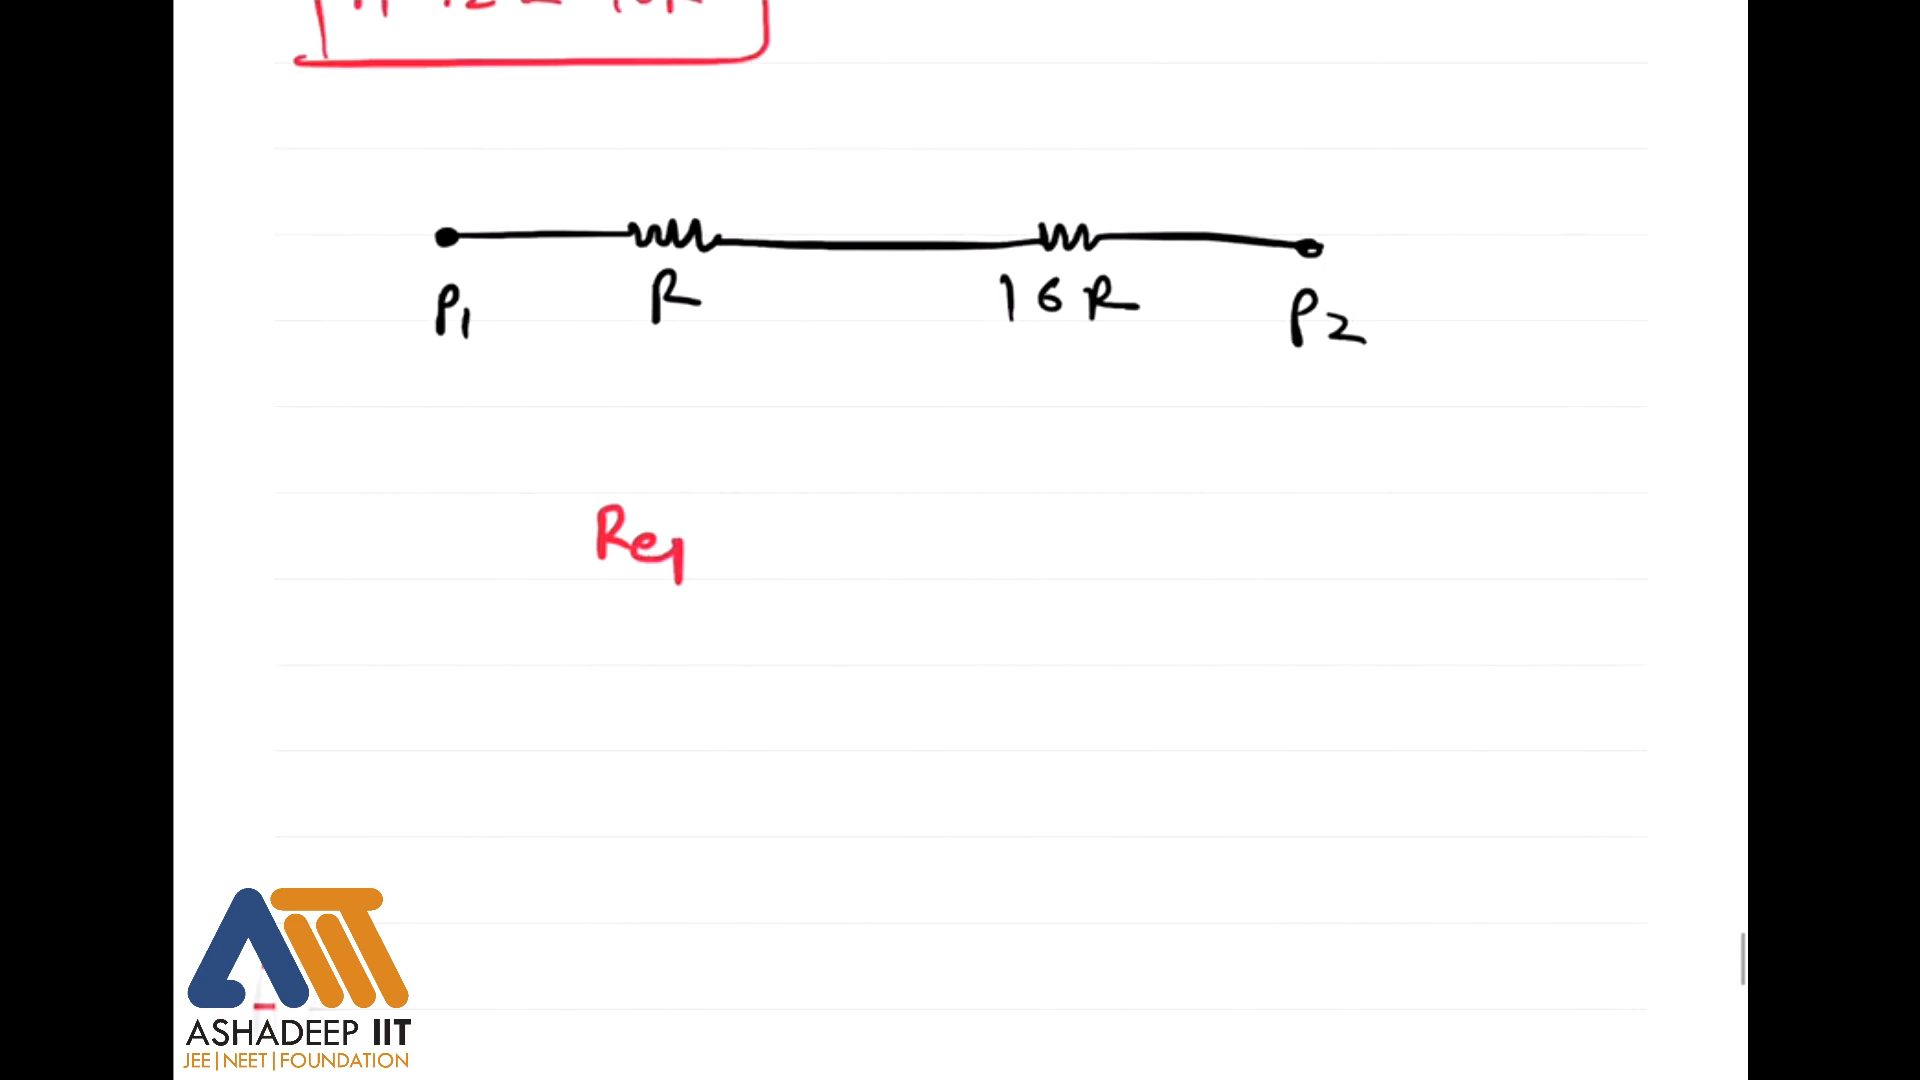 R 16R
P1 P2
Req
ASHADEEP IIT
JEE|NEET|FOUNDATION